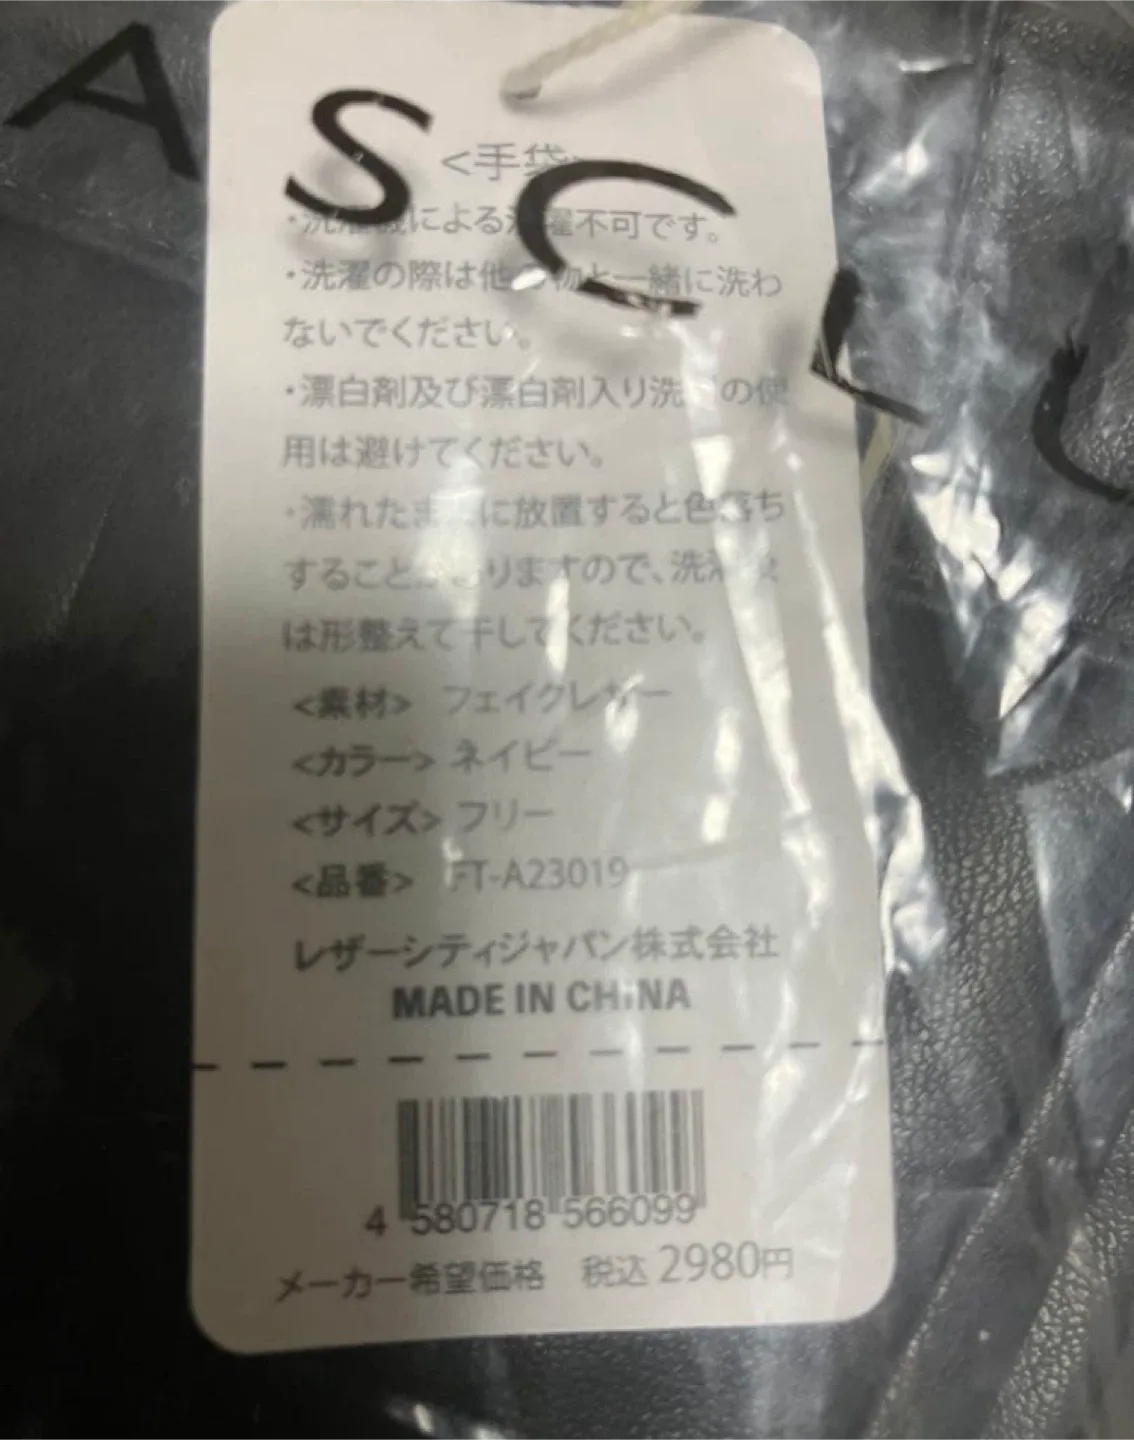 ASCLU
<手袋>
・洗濯機による洗濯不可です。
・洗濯の際は他の物と一緒に洗わ
ないでください。
・漂白剤及び漂白剤入り洗の使
用は避けてください。
・濡れたままに放置すると色落ち
することがありますので、洗濯後
は形整えて干してください。
<素材> フェイクレザー
<カラー> ネイビー
<サイズ> フリー
<品番> FT-A23019
レザーシティジャパン株式会社
MADE IN CHINA
4 580718 566099
メーカー希望価格 税込 2980円